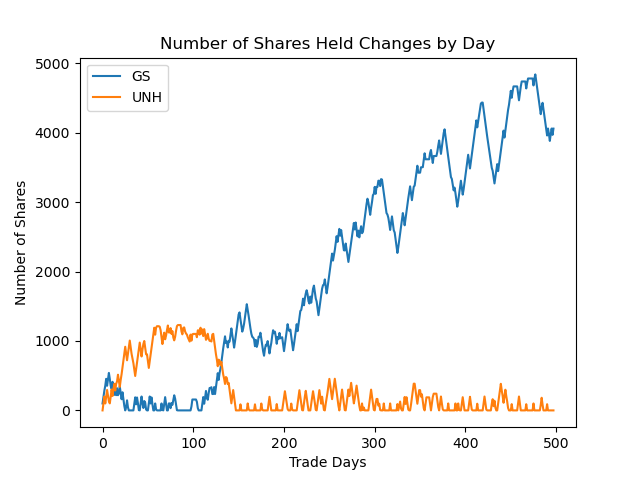 Number of Shares Held Changes by Day
GS
UNH
5000
4000
3000
2000
1000
0
Number of Shares
0 100 200 300 400 500
Trade Days